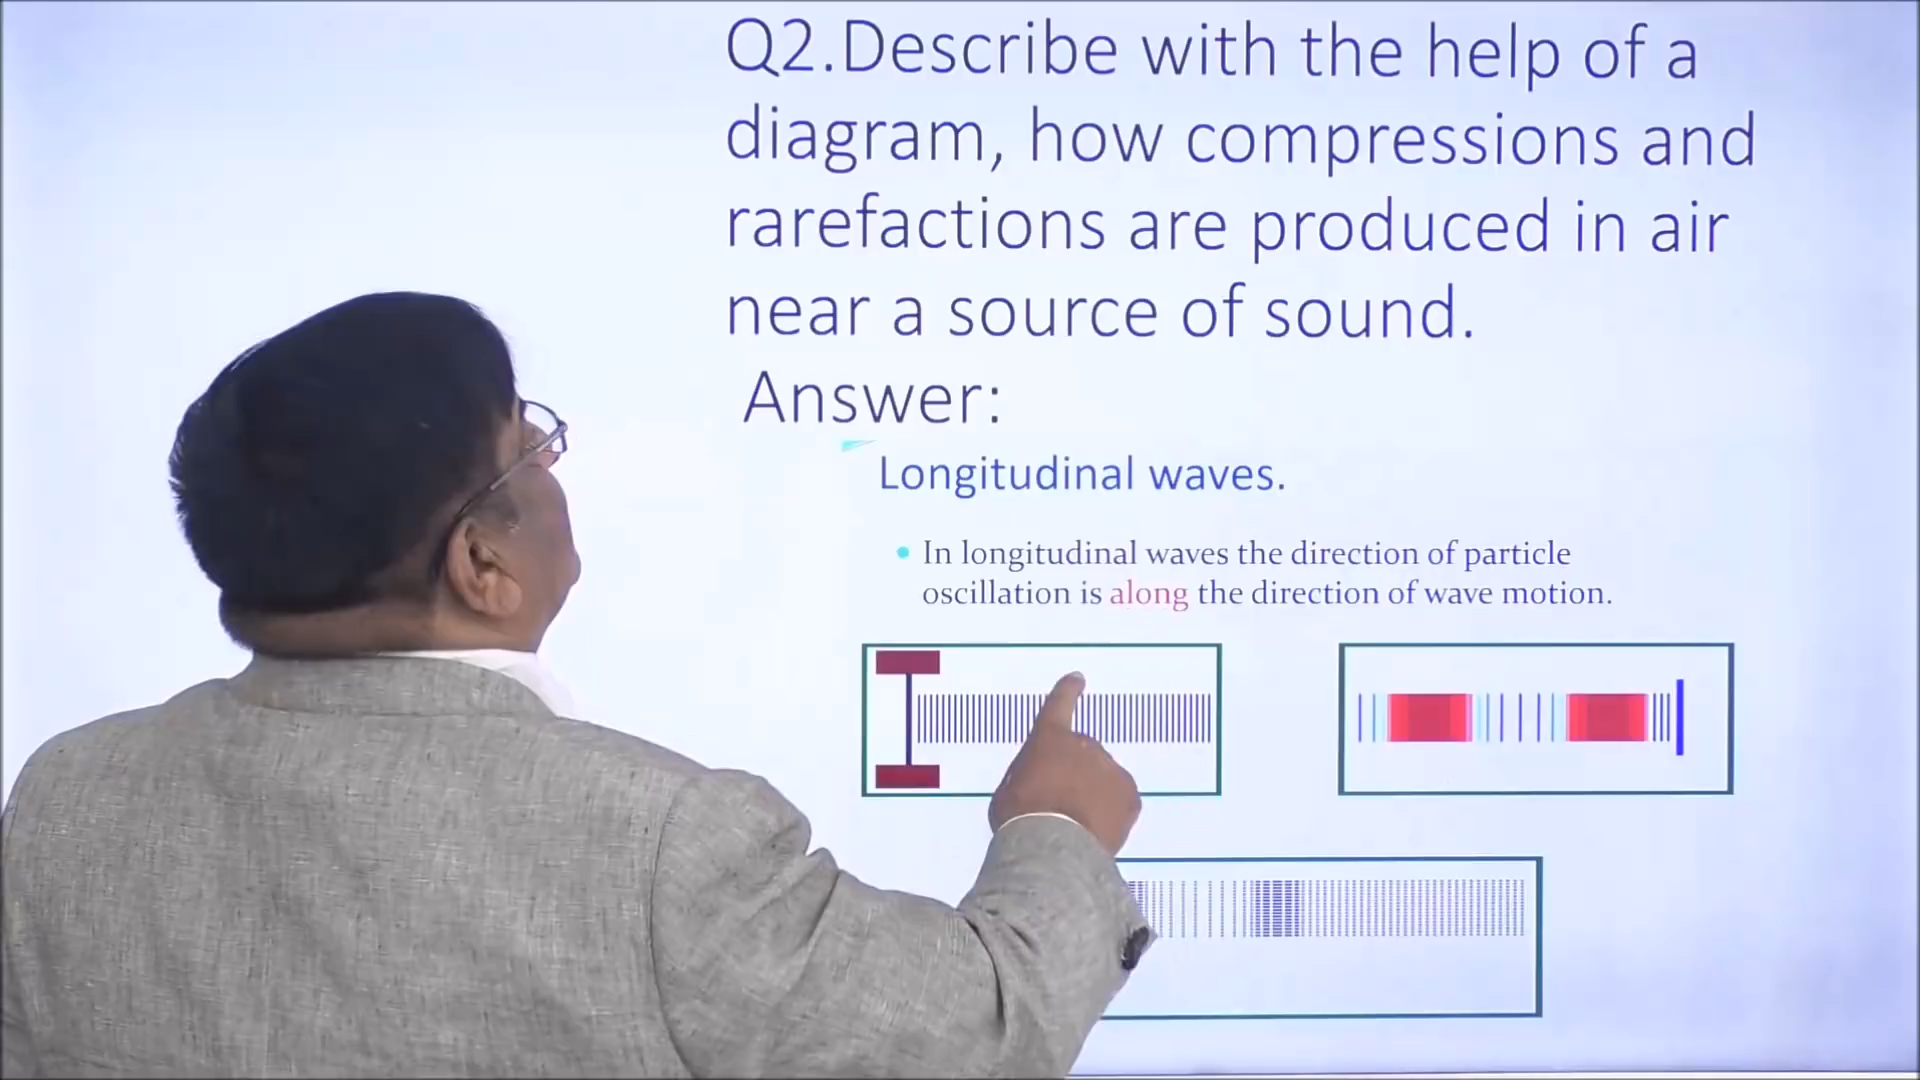 Q2.Describe with the help of a
diagram, how compressions and
rarefactions are produced in air
near a source of sound.
Answer:
Longitudinal waves.
• In longitudinal waves the direction of particle
oscillation is along the direction of wave motion.